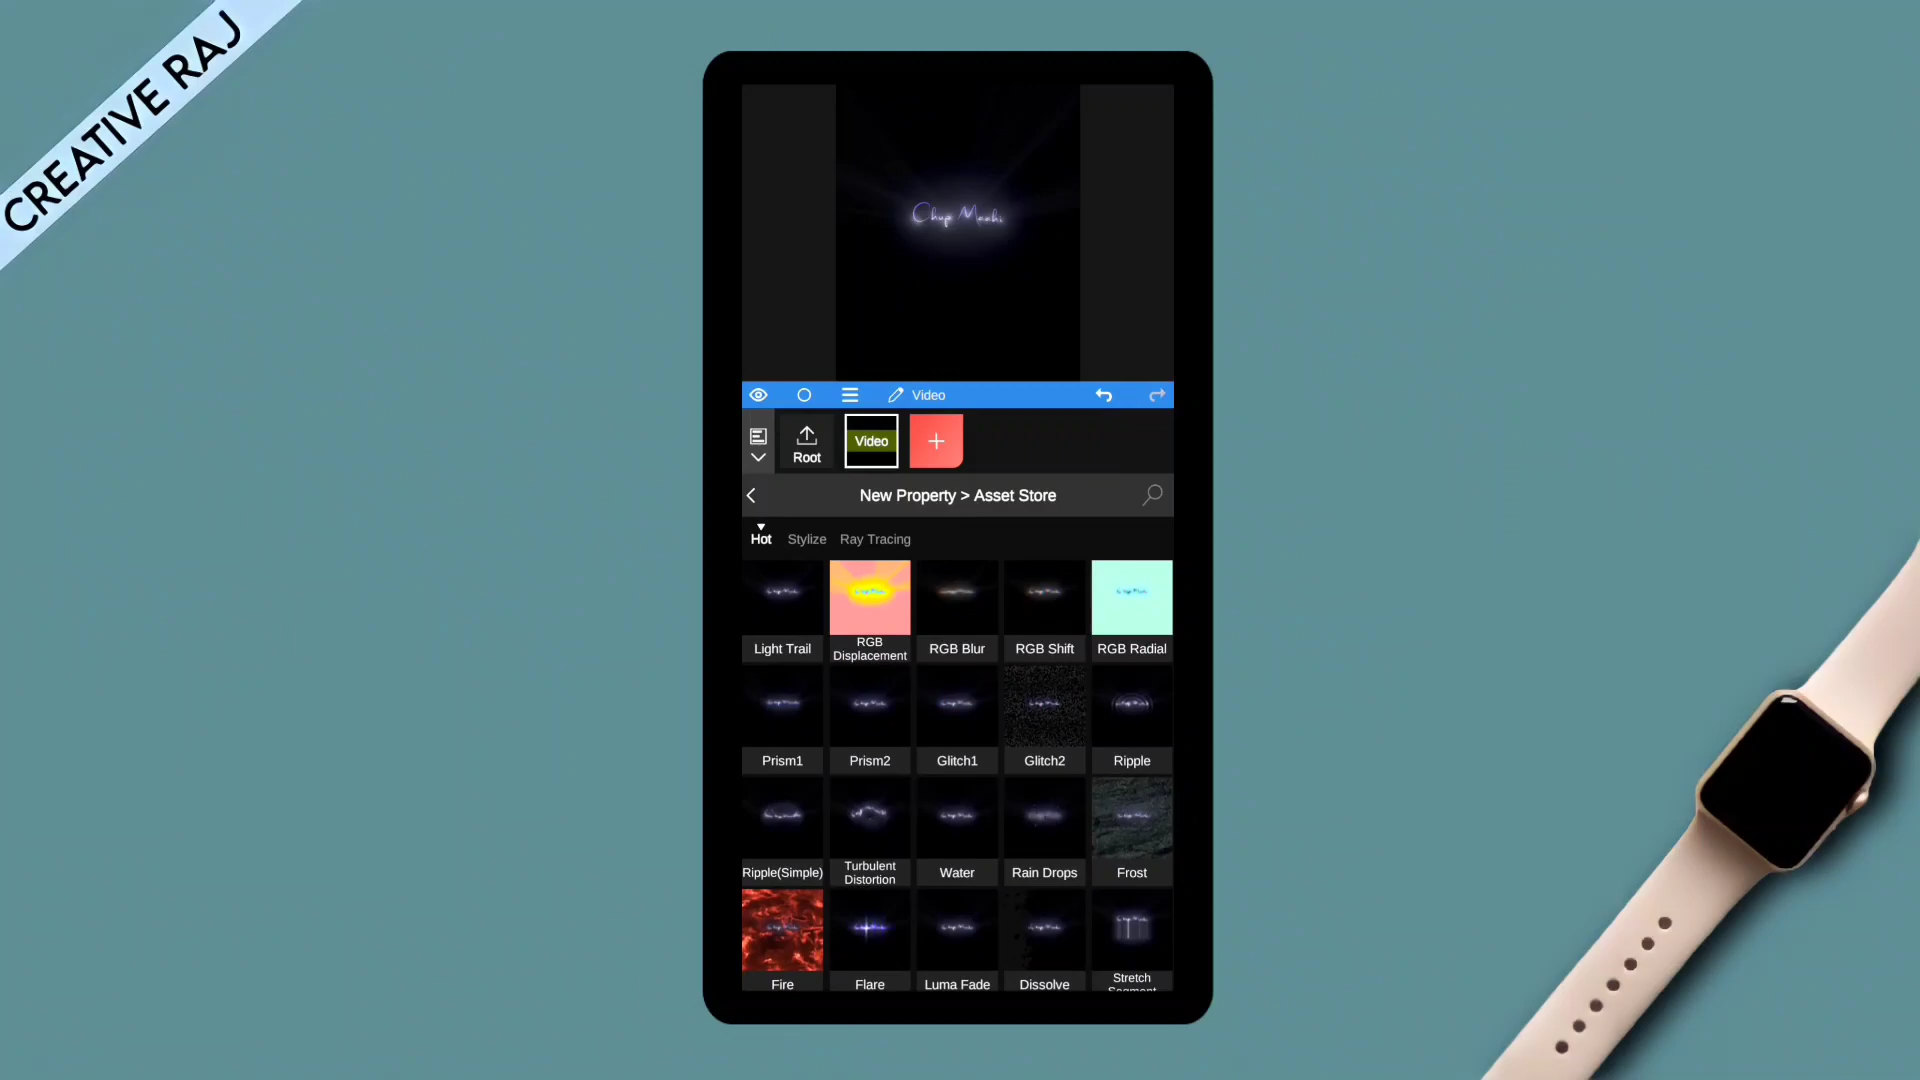 CREATIVE RAJ
Video
Root
Video
New Property > Asset Store
Hot
Stylize
Ray Tracing
Light Trail
RGB
Displacement
RGB Blur
RGB Shift
RGB Radial
Prism1
Prism2
Glitch1
Glitch2
Ripple
Ripple(Simple)
Turbulent
Distortion
Water
Rain Drops
Frost
Fire
Flare
Luma Fade
Dissolve
Stretch
Segment